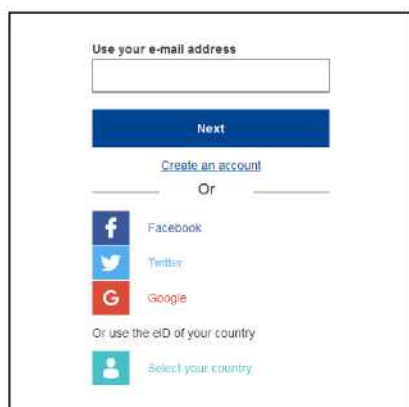 Use your e-mail address
Next
Create an account
Or
Facebook
Twitter
Google
Or use the eID of your country
Select your country